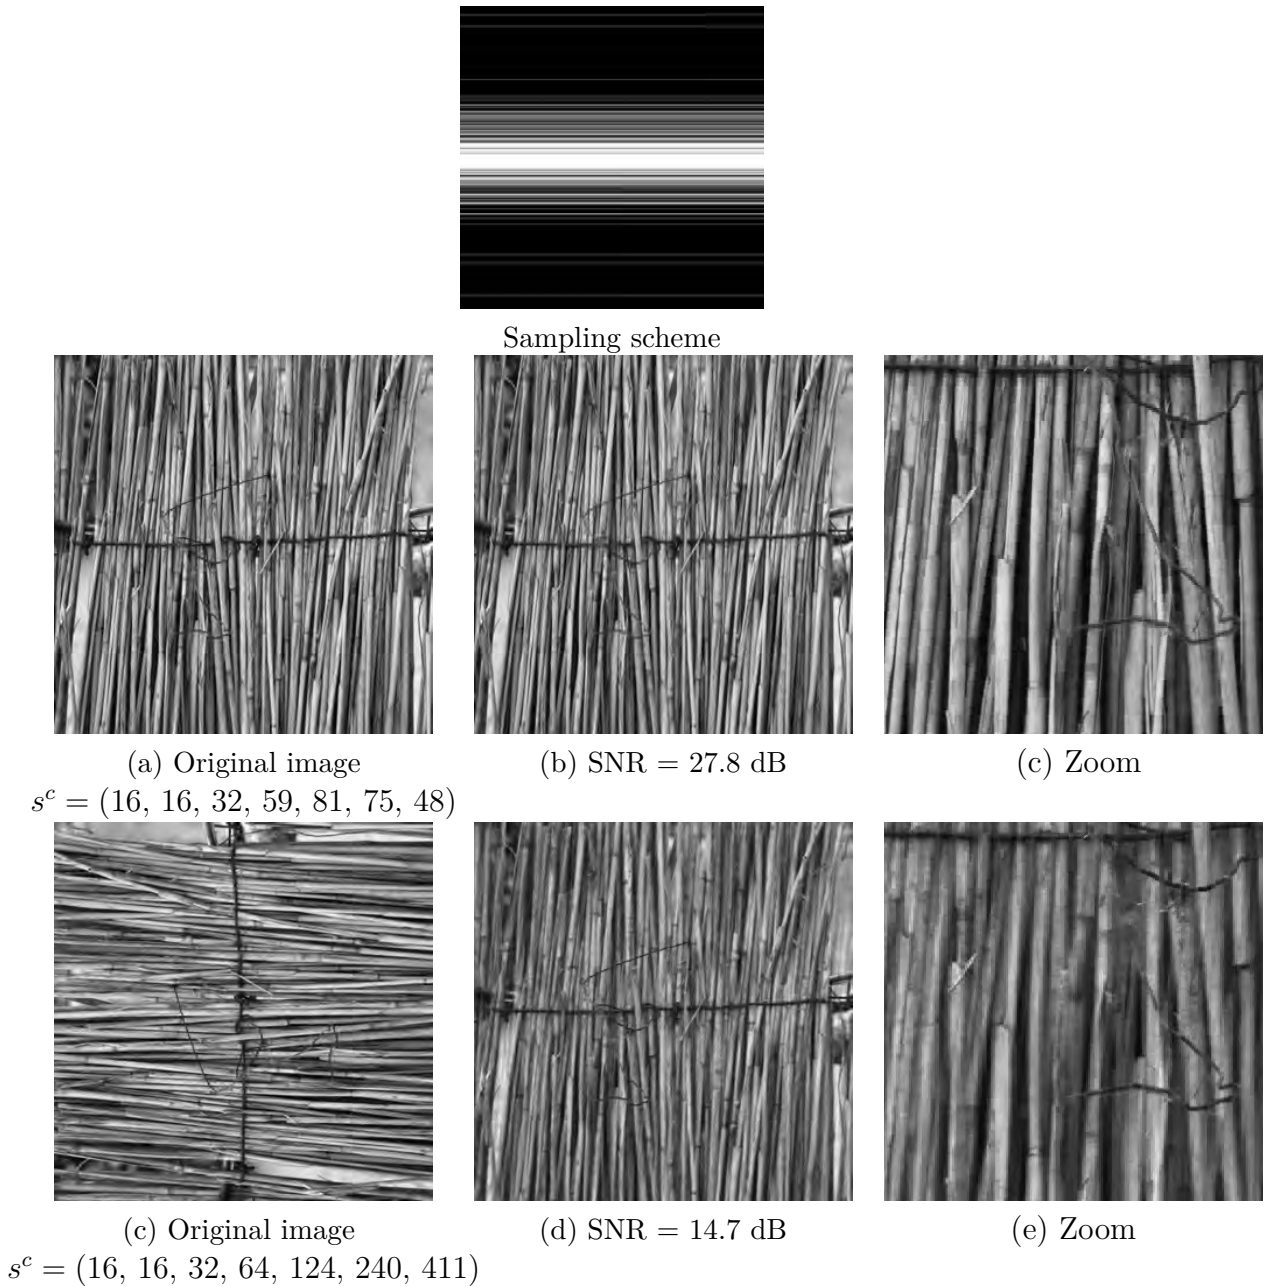 Sampling scheme
(a) Original image
(b) SNR = 27.8 dB
(c) Zoom
s^c = (16, 16, 32, 59, 81, 75, 48)
(c) Original image
(d) SNR = 14.7 dB
(e) Zoom
s^c = (16, 16, 32, 64, 124, 240, 411)